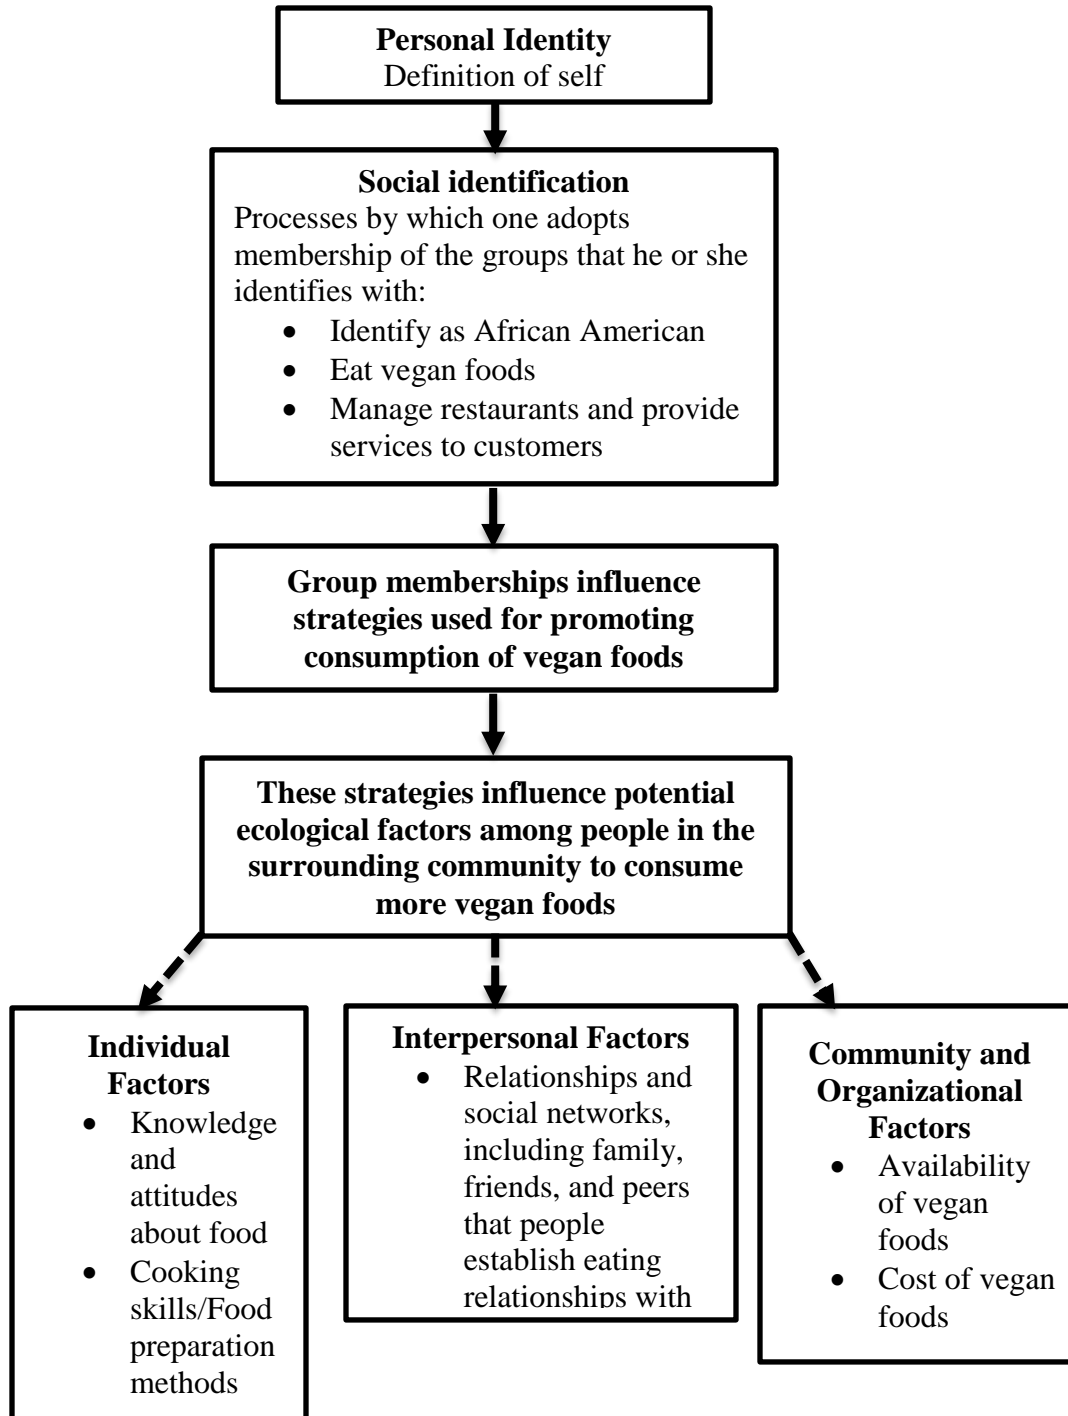 Personal Identity
Definition of self
Social identification
Processes by which one adopts
membership of the groups that he or she
identifies with:
• Identify as African American
• Eat vegan foods
• Manage restaurants and provide
services to customers
Group memberships influence
strategies used for promoting
consumption of vegan foods
These strategies influence potential
ecological factors among people in the
surrounding community to consume
more vegan foods
Individual
Factors
• Knowledge
and
attitudes
about food
• Cooking
skills/Food
preparation
methods
Interpersonal Factors
• Relationships and
social networks,
including family,
friends, and peers
that people
establish eating
relationships with
Community and
Organizational
Factors
• Availability
of vegan
foods
• Cost of vegan
foods